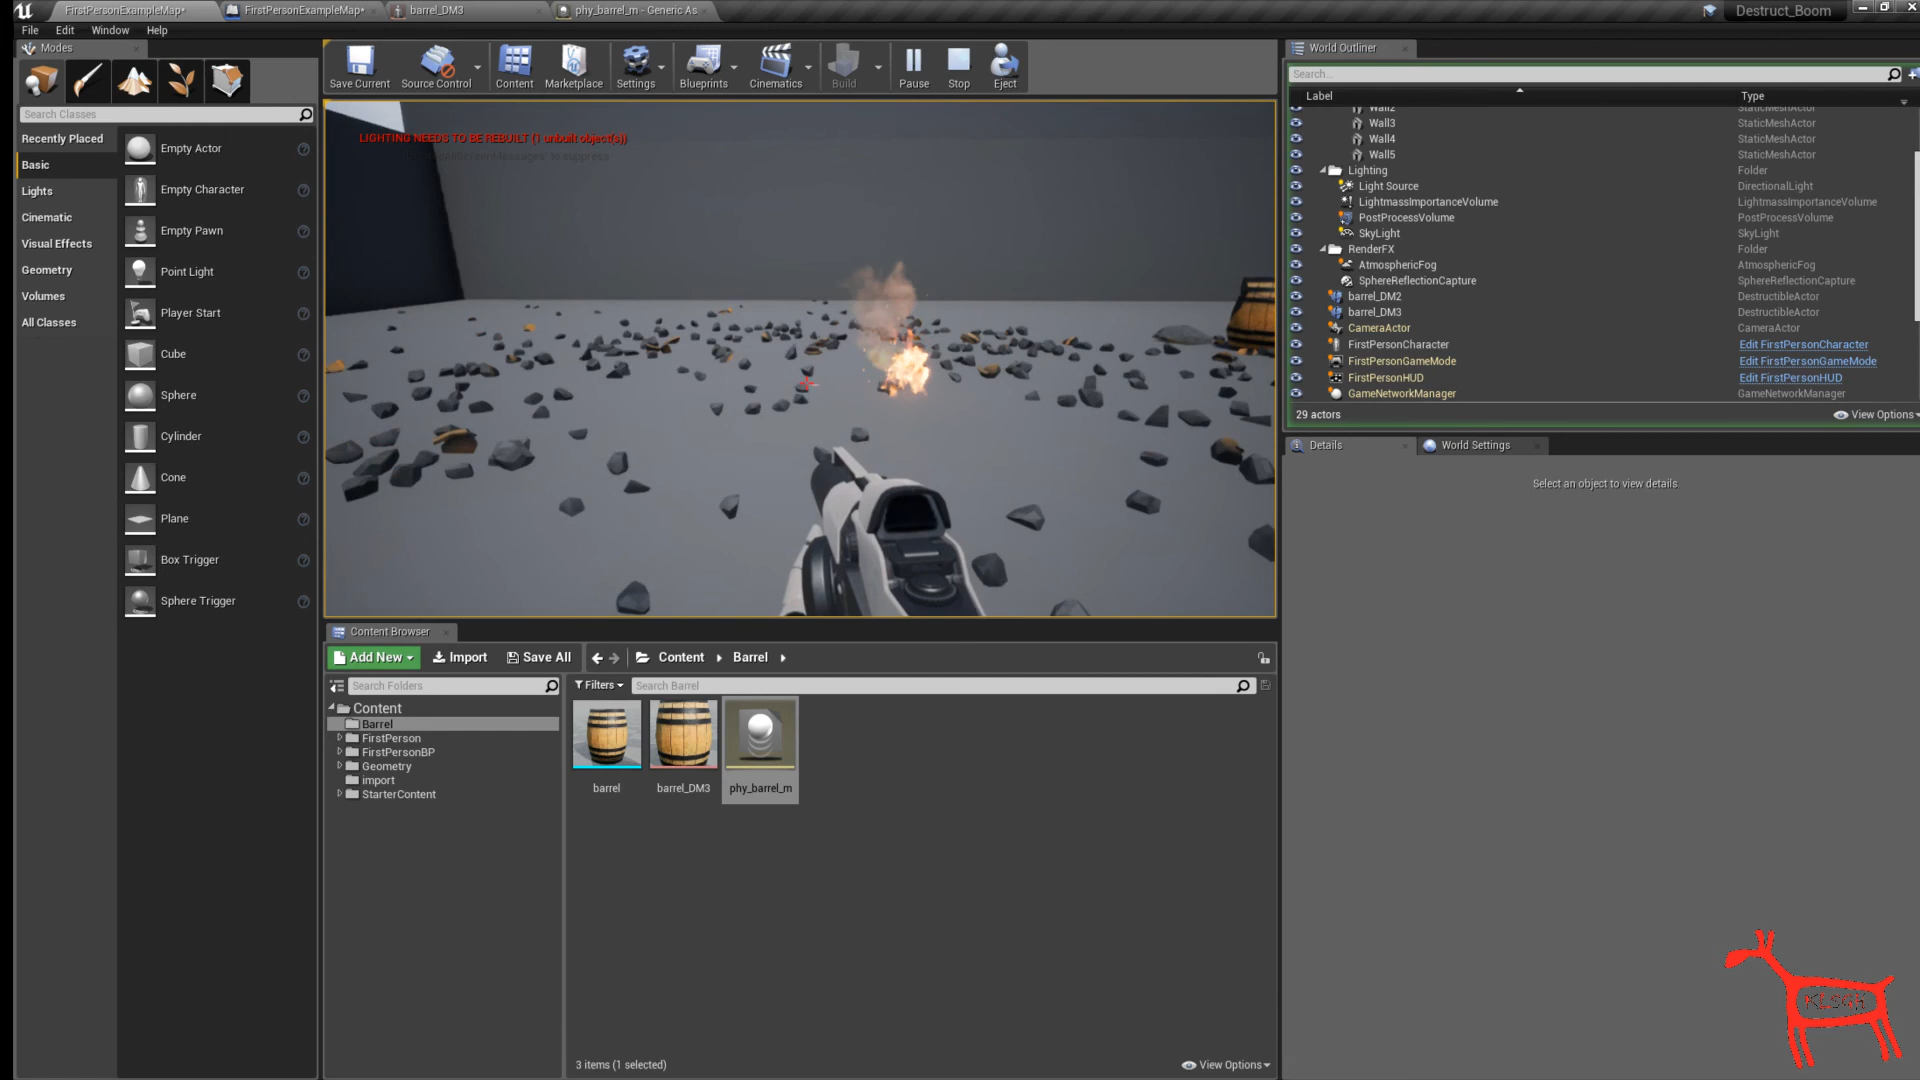 FirstPersonExampleMap*
FirstPersonExampleMap*
barrel_DM3
phy_barrel_m - Generic As
Destruct_Boom
File Edit Window Help
Modes
Search Classes
Recently Placed
Basic
Lights
Cinematic
Visual Effects
Geometry
Volumes
All Classes
Empty Actor
Empty Character
Empty Pawn
Point Light
Player Start
Cube
Sphere
Cylinder
Cone
Plane
Box Trigger
Sphere Trigger
Save Current
Source Control
Content
Marketplace
Settings
Blueprints
Cinematics
Build
Pause
Stop
Eject
LIGHTING NEEDS TO BE REBUILT (1 unbuilt object(s))
to suppress
Content Browser
Add New
Import
Save All
Content
Barrel
Search Folders
Filters
Search Barrel
Content
Barrel
FirstPerson
FirstPersonBP
Geometry
import
StarterContent
barrel
barrel_DM3
phy_barrel_m
3 items (1 selected)
View Options
World Outliner
Search...
Label Type
Wall2 StaticMeshActor
Wall3 StaticMeshActor
Wall4 StaticMeshActor
Wall5 StaticMeshActor
Lighting Folder
Light Source DirectionalLight
LightmassImportanceVolume LightmassImportanceVolume
PostProcessVolume PostProcessVolume
SkyLight SkyLight
RenderFX Folder
AtmosphericFog AtmosphericFog
SphereReflectionCapture SphereReflectionCapture
barrel_DM2 DestructibleActor
barrel_DM3 DestructibleActor
CameraActor CameraActor
FirstPersonCharacter Edit FirstPersonCharacter
FirstPersonGameMode Edit FirstPersonGameMode
FirstPersonHUD Edit FirstPersonHUD
GameNetworkManager GameNetworkManager
29 actors
View Options
Details
World Settings
Select an object to view details.